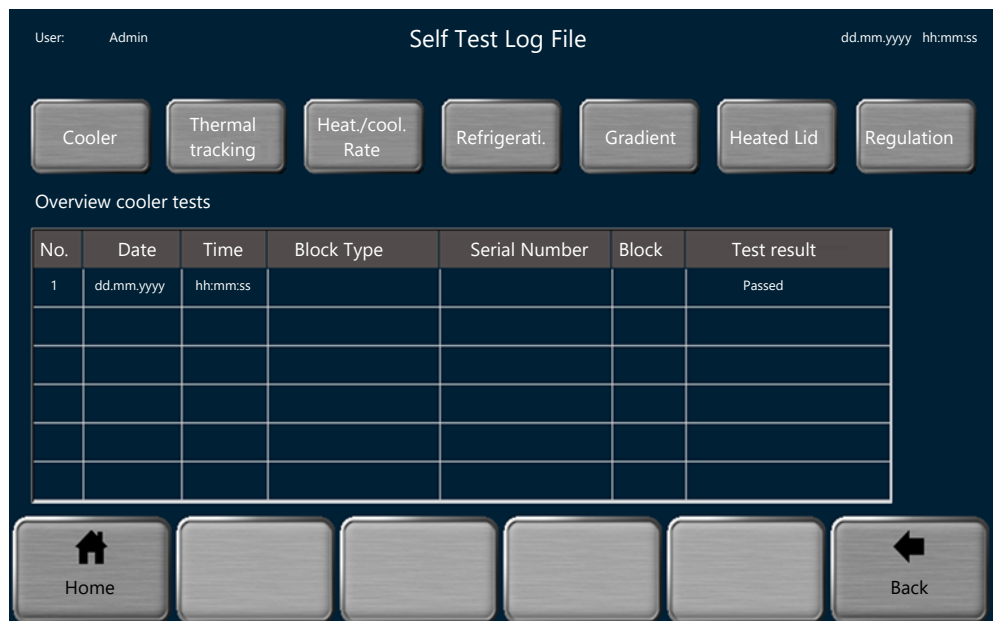 User: Admin
Self Test Log File
dd.mm.yyyy hh:mm:ss
Cooler
Thermal
tracking
Heat./cool.
Rate
Refrigerati.
Gradient
Heated Lid
Regulation
Overview cooler tests
No. Date Time Block Type Serial Number Block Test result
1 dd.mm.yyyy hh:mm:ss Passed
Home
Back